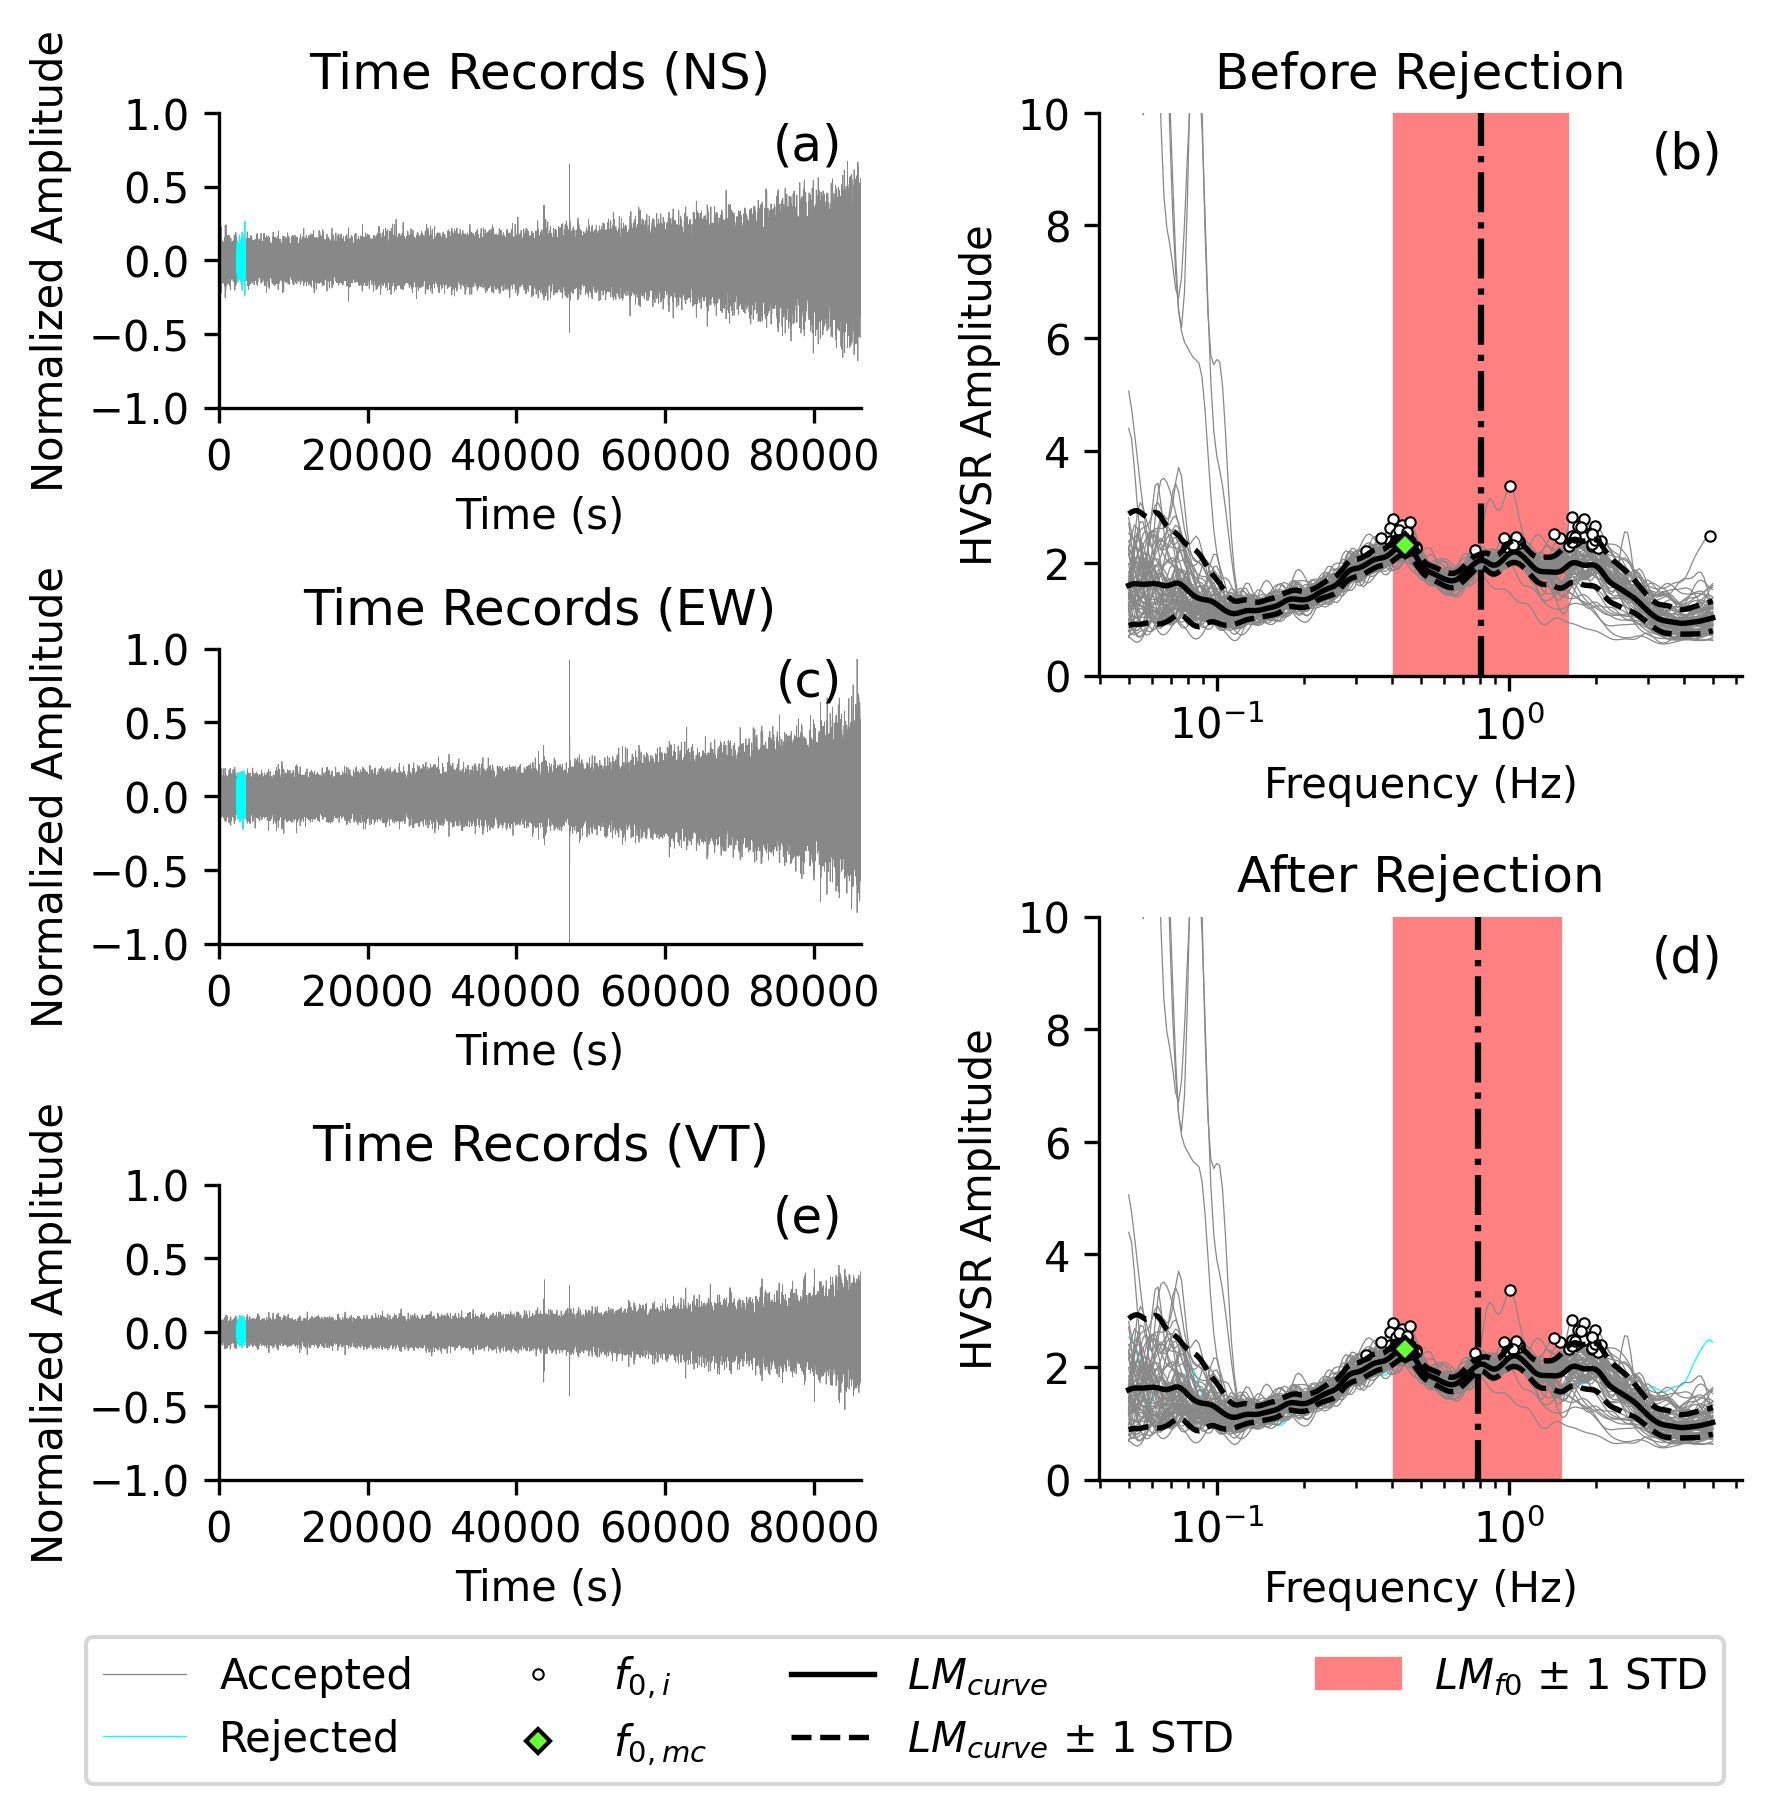 Time Records (NS)
(a)
Normalized Amplitude
1.0
0.5
0.0
−0.5
−1.0
0 20000 40000 60000 80000
Time (s)
Before Rejection
(b)
HVSR Amplitude
10
8
6
4
2
0
10⁻¹ 10⁰
Frequency (Hz)
Time Records (EW)
(c)
Normalized Amplitude
1.0
0.5
0.0
−0.5
−1.0
0 20000 40000 60000 80000
Time (s)
After Rejection
(d)
HVSR Amplitude
10
8
6
4
2
0
10⁻¹ 10⁰
Frequency (Hz)
Time Records (VT)
(e)
Normalized Amplitude
1.0
0.5
0.0
−0.5
−1.0
0 20000 40000 60000 80000
Time (s)
Accepted
Rejected
f0,i
f0,mc
LMcurve
LMcurve ± 1 STD
LMf0 ± 1 STD